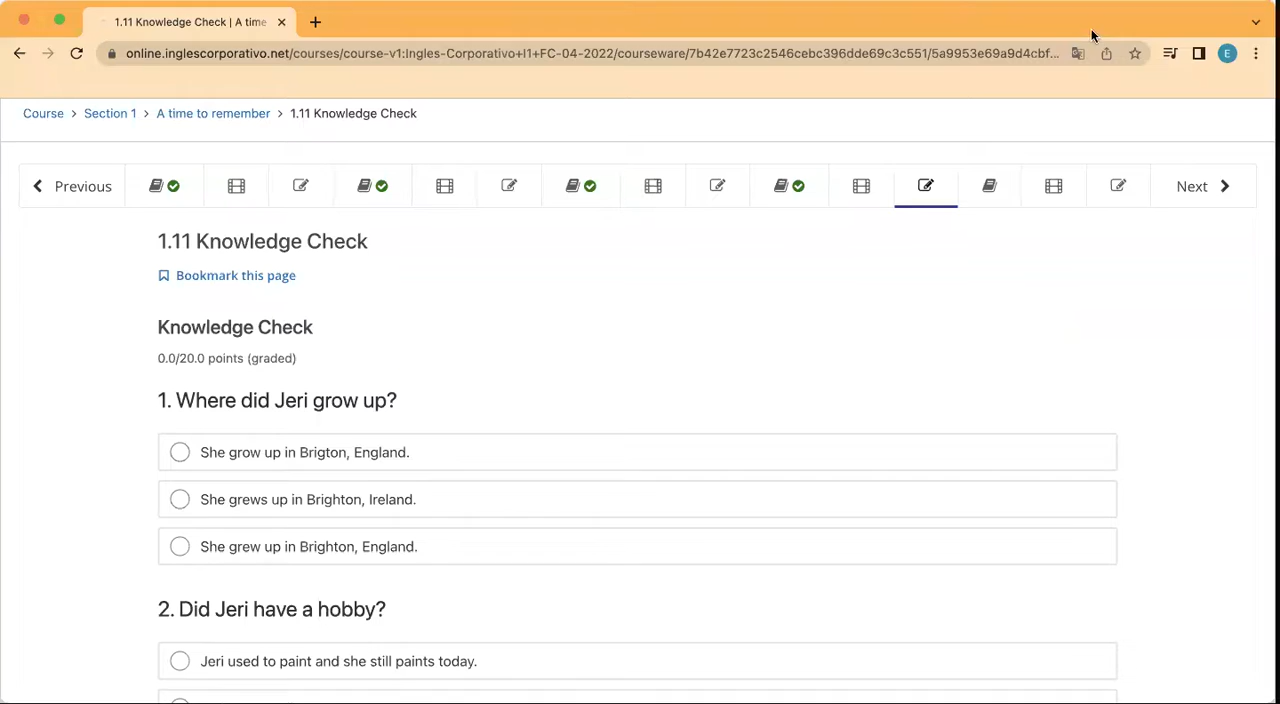 1.11 Knowledge Check | A time
online.inglescorporativo.net/courses/course-v1:Ingles-Corporativo+I1+FC-04-2022/courseware/7b42e7723c2546cebc396dde69c3c551/5a9953e69a9d4cbf...
E
Course > Section 1 > A time to remember > 1.11 Knowledge Check
Previous
Next
1.11 Knowledge Check
Bookmark this page
Knowledge Check
0.0/20.0 points (graded)
1. Where did Jeri grow up?
She grow up in Brigton, England.
She grews up in Brighton, Ireland.
She grew up in Brighton, England.
2. Did Jeri have a hobby?
Jeri used to paint and she still paints today.